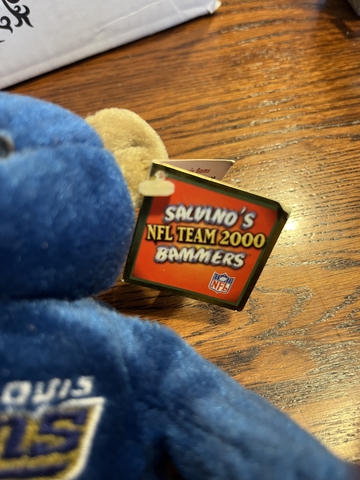 SALVINO'S
NFL TEAM 2000
BAMMERS
NFL
OUIS